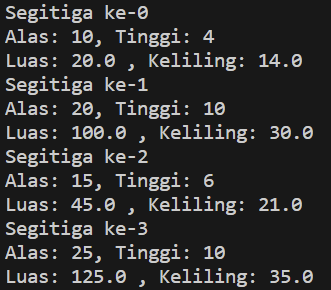 Segitiga ke-0
Alas: 10, Tinggi: 4
Luas: 20.0 , Keliling: 14.0
Segitiga ke-1
Alas: 20, Tinggi: 10
Luas: 100.0 , Keliling: 30.0
Segitiga ke-2
Alas: 15, Tinggi: 6
Luas: 45.0 , Keliling: 21.0
Segitiga ke-3
Alas: 25, Tinggi: 10
Luas: 125.0 , Keliling: 35.0